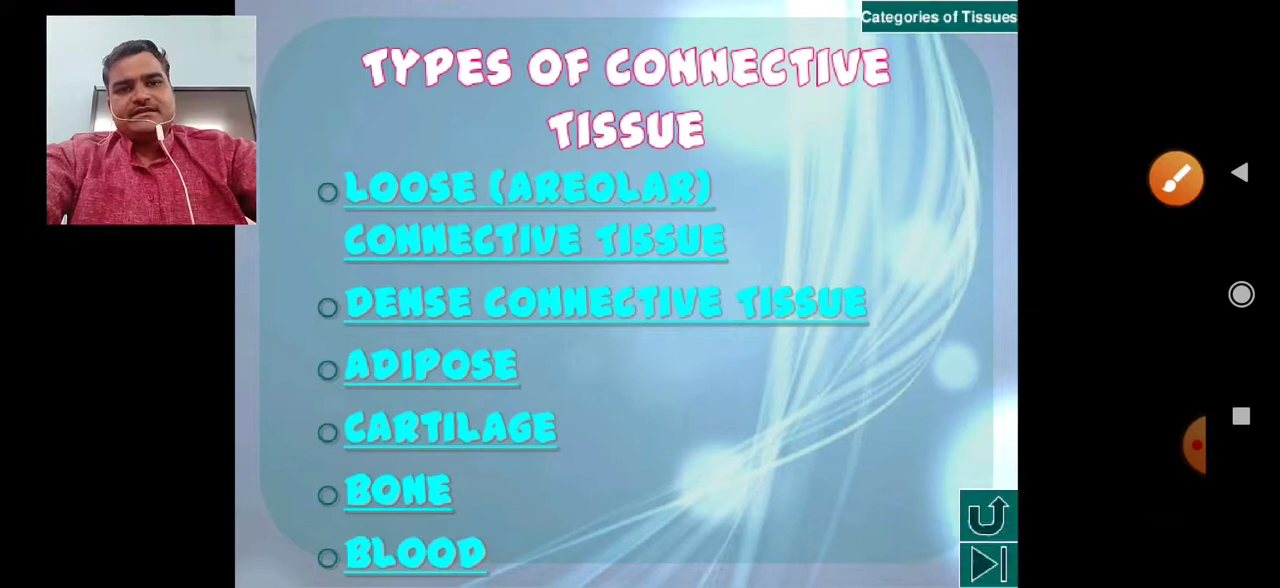 Categories of Tissues
TYPES OF CONNECTIVE
TISSUE
LOOSE (AREOLAR)
CONNECTIVE TISSUE
DENSE CONNECTIVE TISSUE
ADIPOSE
CARTILAGE
BONE
BLOOD